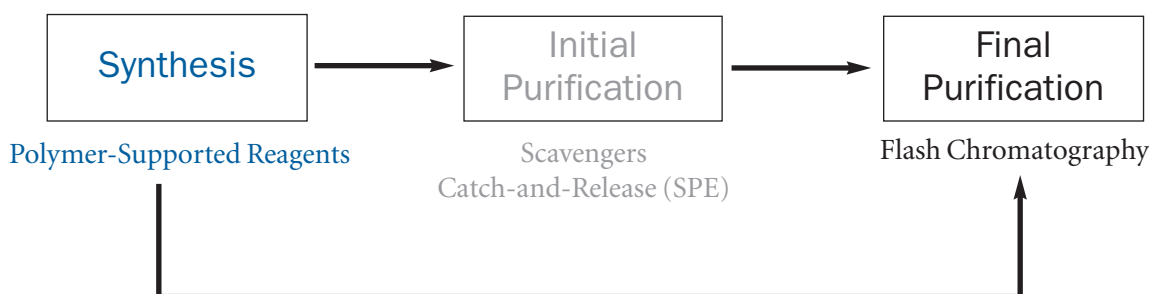 Synthesis
Initial
Purification
Final
Purification
Polymer-Supported Reagents
Scavengers
Catch-and-Release (SPE)
Flash Chromatography